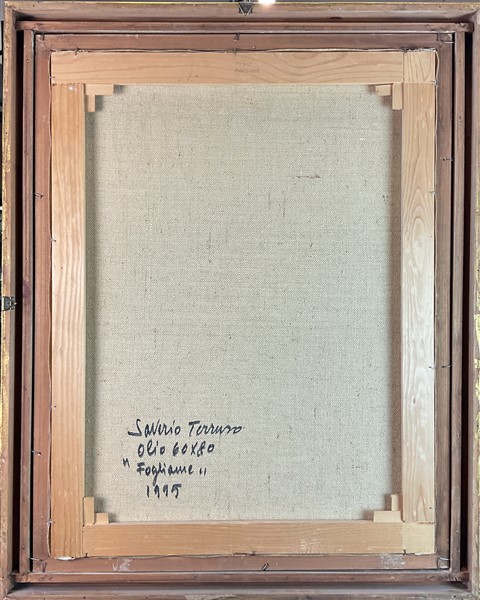 Saverio Terruso
Olio 60x80
"Fogliame"
1995